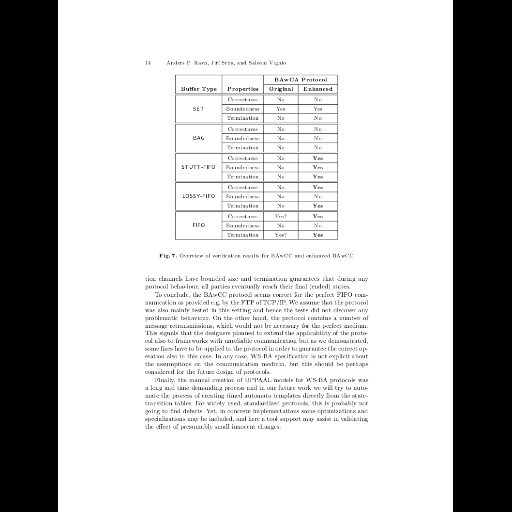 14 Anders P. Ravn, Jiří Srba, and Saleem Vighio
BAwCA Protocol
Buffer Type Properties Original Enhanced
SET
Correctness No No
Boundedness Yes Yes
Termination No No
BAG
Correctness No No
Boundedness No No
Termination No No
STUTT-FIFO
Correctness No Yes
Boundedness No Yes
Termination No Yes
LOSSY-FIFO
Correctness No Yes
Boundedness No No
Termination No Yes
FIFO
Correctness Yes? Yes
Boundedness No No
Termination Yes? Yes
Fig. 7. Overview of verification results for BAwCC and enhanced BAwCC
tion channels have bounded size and termination guarantees that during any
protocol behaviour, all parties eventually reach their final (ended) states.
To conclude, the BAwCC protocol seems correct for the perfect FIFO com-
munication as provided e.g. by the FTP of TCP/IP. We assume that the protocol
was also mainly tested in this setting and hence the tests did not discover any
problematic behaviour. On the other hand, the protocol contains a number of
message retransmissions, which would not be necessary for the perfect medium.
This signals that the designers planned to extend the applicability of the proto-
col also to frameworks with unreliable communication but as we demonstrated,
some fixes have to be applied to the protocol in order to guarantee the correct op-
eration also in this case. In any case, WS-BA specification is not explicit about
the assumptions on the communication medium, but this should be perhaps
considered for the future design of protocols.
Finally, the manual creation of UPPAAL models for WS-BA protocols was
a long and time demanding process and in our future work we will try to auto-
mate the process of creating timed automata templates directly from the state-
transition tables. For widely used, standardized protocols, this is probably not
going to find defects. Yet, in concrete implementations some optimizations and
specializations may be included, and here a tool support may assist in validating
the effect of presumably small innocent changes.